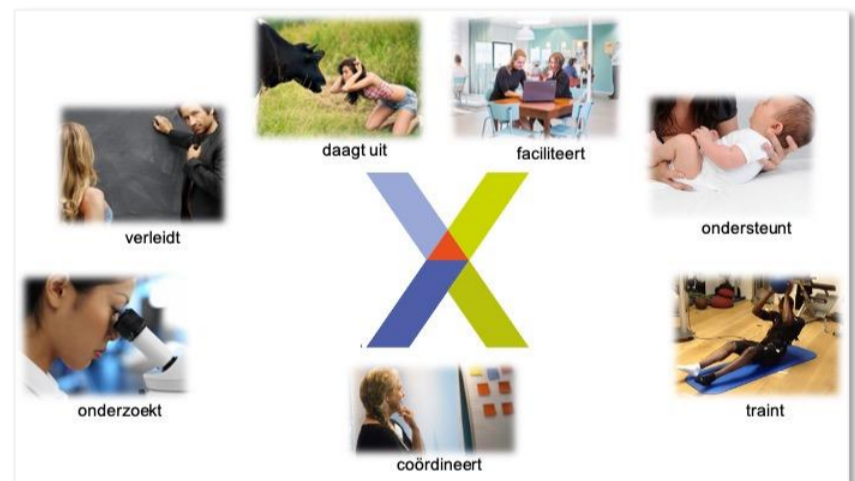 daagt uit
faciliteert
verleidt
ondersteunt
onderzoekt
traint
coördineert